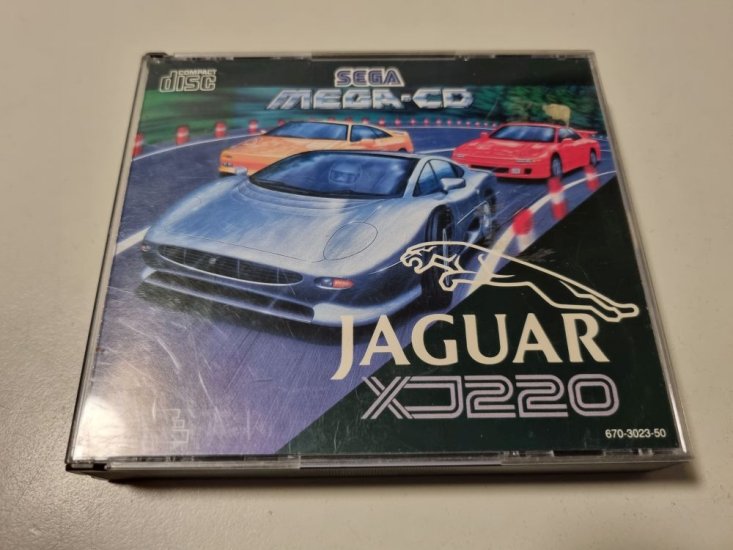 COMPACT
disc
SEGA
MEGA-CD
JAGUAR
XJ220
670-3023-50